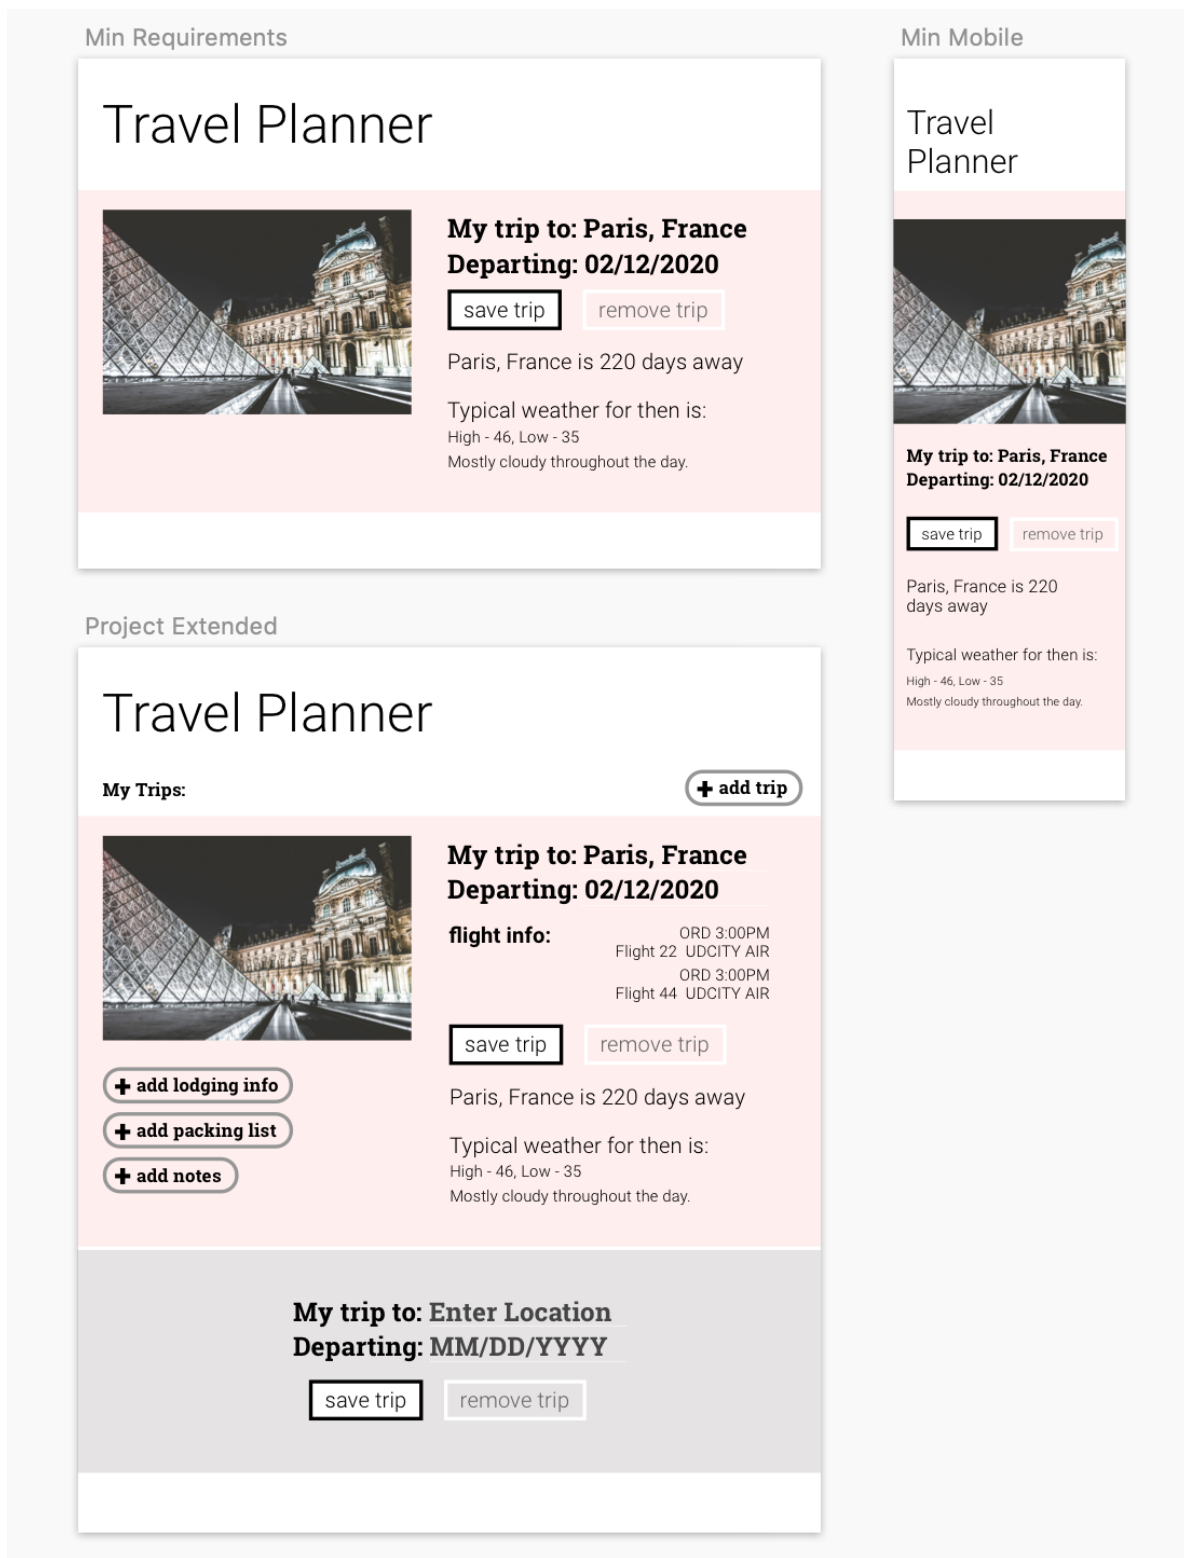 Min Requirements
Travel Planner
My trip to: Paris, France
Departing: 02/12/2020
save trip
remove trip
Paris, France is 220 days away
Typical weather for then is:
High - 46, Low - 35
Mostly cloudy throughout the day.
Min Mobile
Travel
Planner
My trip to: Paris, France
Departing: 02/12/2020
save trip
remove trip
Paris, France is 220
days away
Typical weather for then is:
High - 46, Low - 35
Mostly cloudy throughout the day.
Project Extended
Travel Planner
My Trips:
+ add trip
My trip to: Paris, France
Departing: 02/12/2020
flight info:
ORD 3:00PM
Flight 22 UDCITY AIR
ORD 3:00PM
Flight 44 UDCITY AIR
save trip
remove trip
+ add lodging info
+ add packing list
+ add notes
Paris, France is 220 days away
Typical weather for then is:
High - 46, Low - 35
Mostly cloudy throughout the day.
My trip to: Enter Location
Departing: MM/DD/YYYY
save trip
remove trip